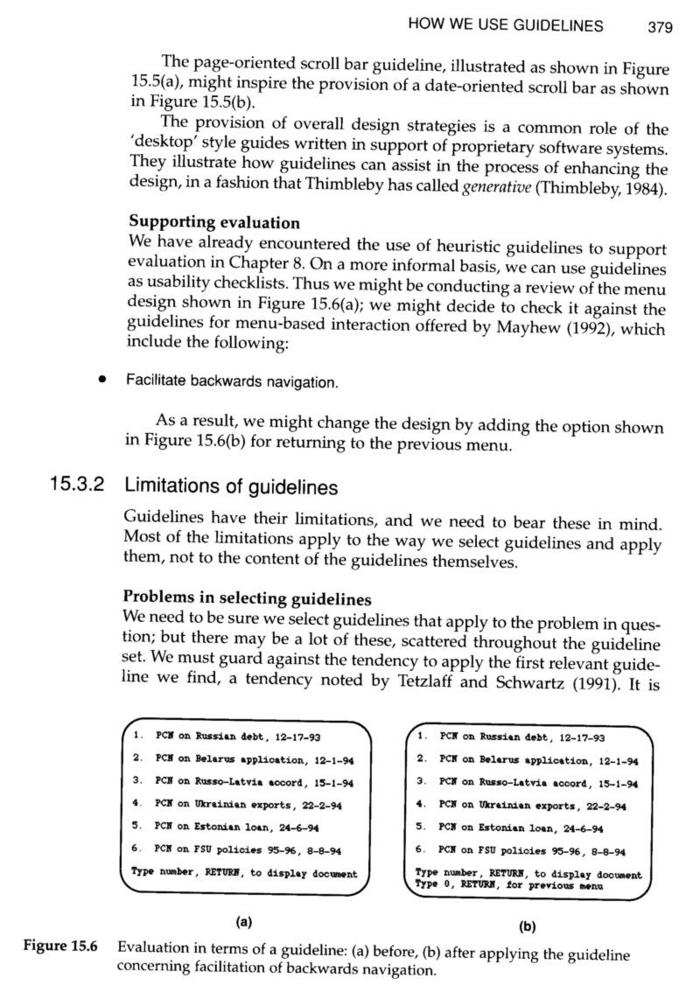 HOW WE USE GUIDELINES 379
The page-oriented scroll bar guideline, illustrated as shown in Figure
15.5(a), might inspire the provision of a date-oriented scroll bar as shown
in Figure 15.5(b).
The provision of overall design strategies is a common role of the
'desktop' style guides written in support of proprietary software systems.
They illustrate how guidelines can assist in the process of enhancing the
design, in a fashion that Thimbleby has called generative (Thimbleby, 1984).
Supporting evaluation
We have already encountered the use of heuristic guidelines to support
evaluation in Chapter 8. On a more informal basis, we can use guidelines
as usability checklists. Thus we might be conducting a review of the menu
design shown in Figure 15.6(a); we might decide to check it against the
guidelines for menu-based interaction offered by Mayhew (1992), which
include the following:
• Facilitate backwards navigation.
As a result, we might change the design by adding the option shown
in Figure 15.6(b) for returning to the previous menu.
15.3.2 Limitations of guidelines
Guidelines have their limitations, and we need to bear these in mind.
Most of the limitations apply to the way we select guidelines and apply
them, not to the content of the guidelines themselves.
Problems in selecting guidelines
We need to be sure we select guidelines that apply to the problem in ques-
tion; but there may be a lot of these, scattered throughout the guideline
set. We must guard against the tendency to apply the first relevant guide-
line we find, a tendency noted by Tetzlaff and Schwartz (1991). It is
1. PCN on Russian debt, 12-17-93
2. PCN on Belarus application, 12-1-94
3. PCN on Russo-Latvia accord, 15-1-94
4. PCN on Ukrainian exports, 22-2-94
5. PCN on Estonian loan, 24-6-94
6. PCN on FSU policies 95-96, 8-8-94
Type number, RETURN, to display document
(a)
1. PCN on Russian debt, 12-17-93
2. PCN on Belarus application, 12-1-94
3. PCN on Russo-Latvia accord, 15-1-94
4. PCN on Ukrainian exports, 22-2-94
5. PCN on Estonian loan, 24-6-94
6. PCN on FSU policies 95-96, 8-8-94
Type number, RETURN, to display document
Type 0, RETURN, for previous menu
(b)
Figure 15.6 Evaluation in terms of a guideline: (a) before, (b) after applying the guideline
concerning facilitation of backwards navigation.